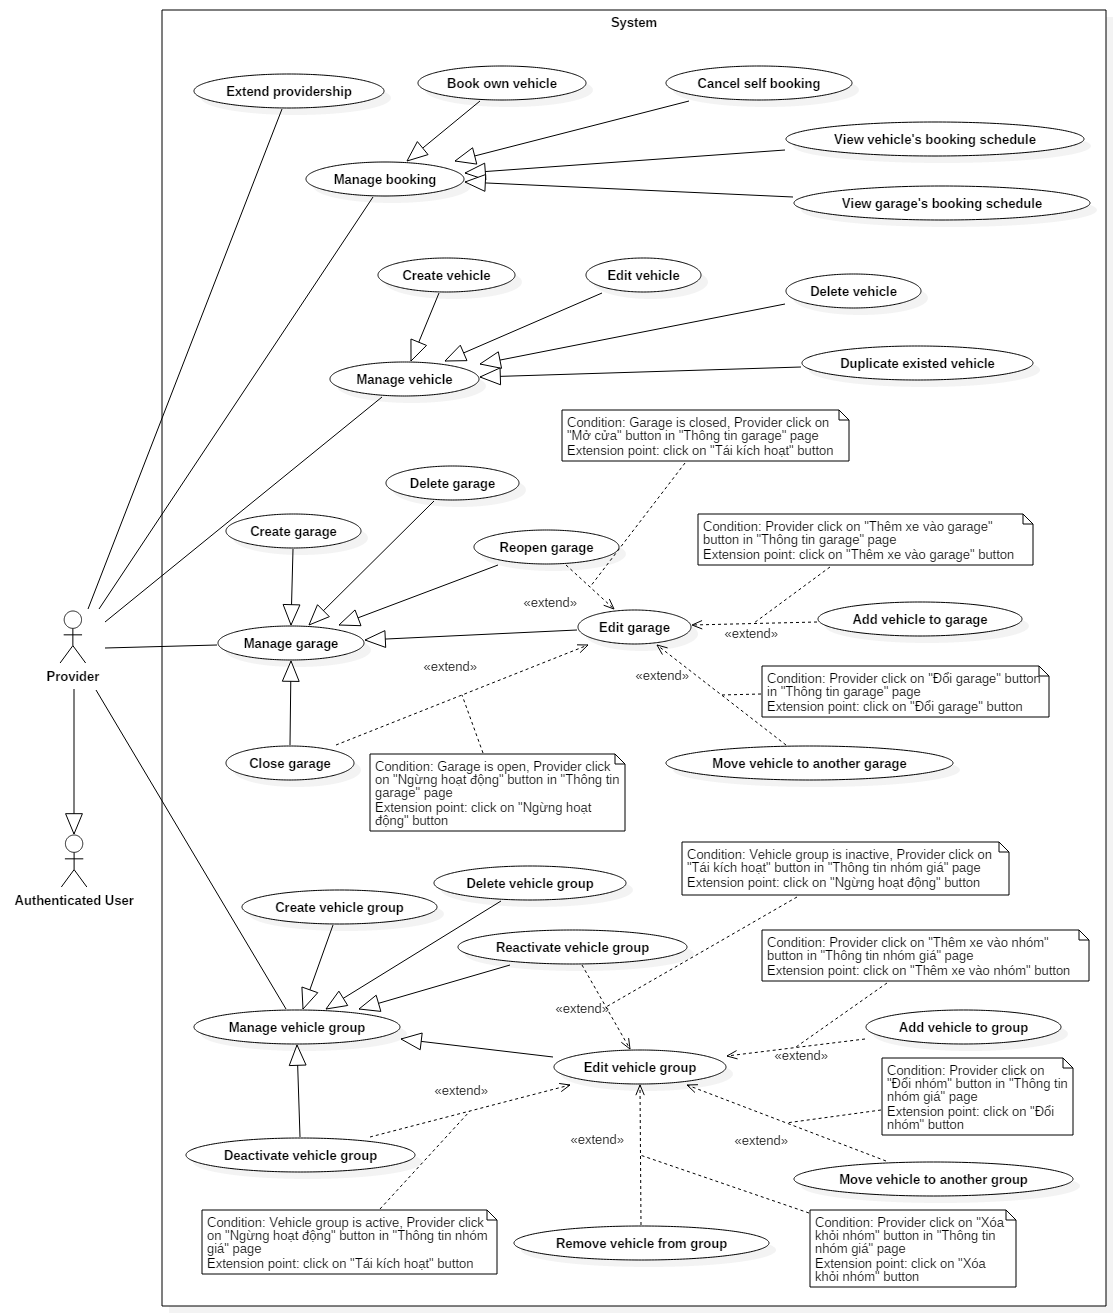 System
Extend providership
Book own vehicle
Cancel self booking
View vehicle's booking schedule
Manage booking
View garage's booking schedule
Create vehicle
Edit vehicle
Delete vehicle
Manage vehicle
Duplicate existed vehicle
Condition: Garage is closed, Provider click on
"Mở cửa" button in "Thông tin garage" page
Extension point: click on "Tái kích hoạt" button
Delete garage
Create garage
Reopen garage
Condition: Provider click on "Thêm xe vào garage"
button in "Thông tin garage" page
Extension point: click on "Thêm xe vào garage" button
«extend»
Edit garage
Add vehicle to garage
«extend»
Manage garage
«extend»
«extend»
Provider
Condition: Provider click on "Đổi garage" button
in "Thông tin garage" page
Extension point: click on "Đổi garage" button
Close garage
Move vehicle to another garage
Condition: Garage is open, Provider click
on "Ngừng hoạt động" button in "Thông tin
garage" page
Extension point: click on "Ngừng hoạt
động" button
Authenticated User
Condition: Vehicle group is inactive, Provider click on
"Tái kích hoạt" button in "Thông tin nhóm giá" page
Extension point: click on "Ngừng hoạt động" button
Delete vehicle group
Create vehicle group
Reactivate vehicle group
Condition: Provider click on "Thêm xe vào nhóm"
button in "Thông tin nhóm giá" page
Extension point: click on "Thêm xe vào nhóm" button
«extend»
Manage vehicle group
Add vehicle to group
«extend»
Edit vehicle group
Condition: Provider click on
"Đổi nhóm" button in "Thông tin
nhóm giá" page
Extension point: click on "Đổi
nhóm" button
«extend»
«extend»
«extend»
Deactivate vehicle group
Move vehicle to another group
Condition: Vehicle group is active, Provider click
on "Ngừng hoạt động" button in "Thông tin nhóm
giá" page
Extension point: click on "Tái kích hoạt" button
Remove vehicle from group
Condition: Provider click on "Xóa
khỏi nhóm" button in "Thông tin
nhóm giá" page
Extension point: click on "Xóa
khỏi nhóm" button